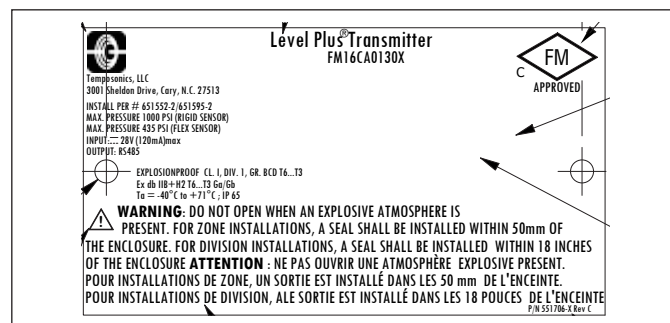 Level Plus® Transmitter
FM16CA0130X
FM
C
APPROVED
Temposonics, LLC
3001 Sheldon Drive, Cary, N.C. 27513
INSTALL PER # 651552-2/651595-2
MAX. PRESSURE 1000 PSI (RIGID SENSOR)
MAX. PRESSURE 435 PSI (FLEX SENSOR)
INPUT: ⎓ 28V (120mA)max
OUTPUT: RS485
EXPLOSIONPROOF CL. I, DIV. 1, GR. BCD T6...T3
Ex db IIB+H2 T6...T3 Ga/Gb
Ta = -40°C to +71°C ; IP 65
WARNING: DO NOT OPEN WHEN AN EXPLOSIVE ATMOSPHERE IS
PRESENT. FOR ZONE INSTALLATIONS, A SEAL SHALL BE INSTALLED WITHIN 50mm OF
THE ENCLOSURE. FOR DIVISION INSTALLATIONS, A SEAL SHALL BE INSTALLED WITHIN 18 INCHES
OF THE ENCLOSURE ATTENTION : NE PAS OUVRIR UNE ATMOSPHÈRE EXPLOSIVE PRESENT.
POUR INSTALLATIONS DE ZONE, UN SORTIE EST INSTALLÉ DANS LES 50 mm DE L'ENCEINTE.
POUR INSTALLATIONS DE DIVISION, ALE SORTIE EST INSTALLÉ DANS LES 18 POUCES DE L'ENCEINTE
P/N 551706-X Rev C